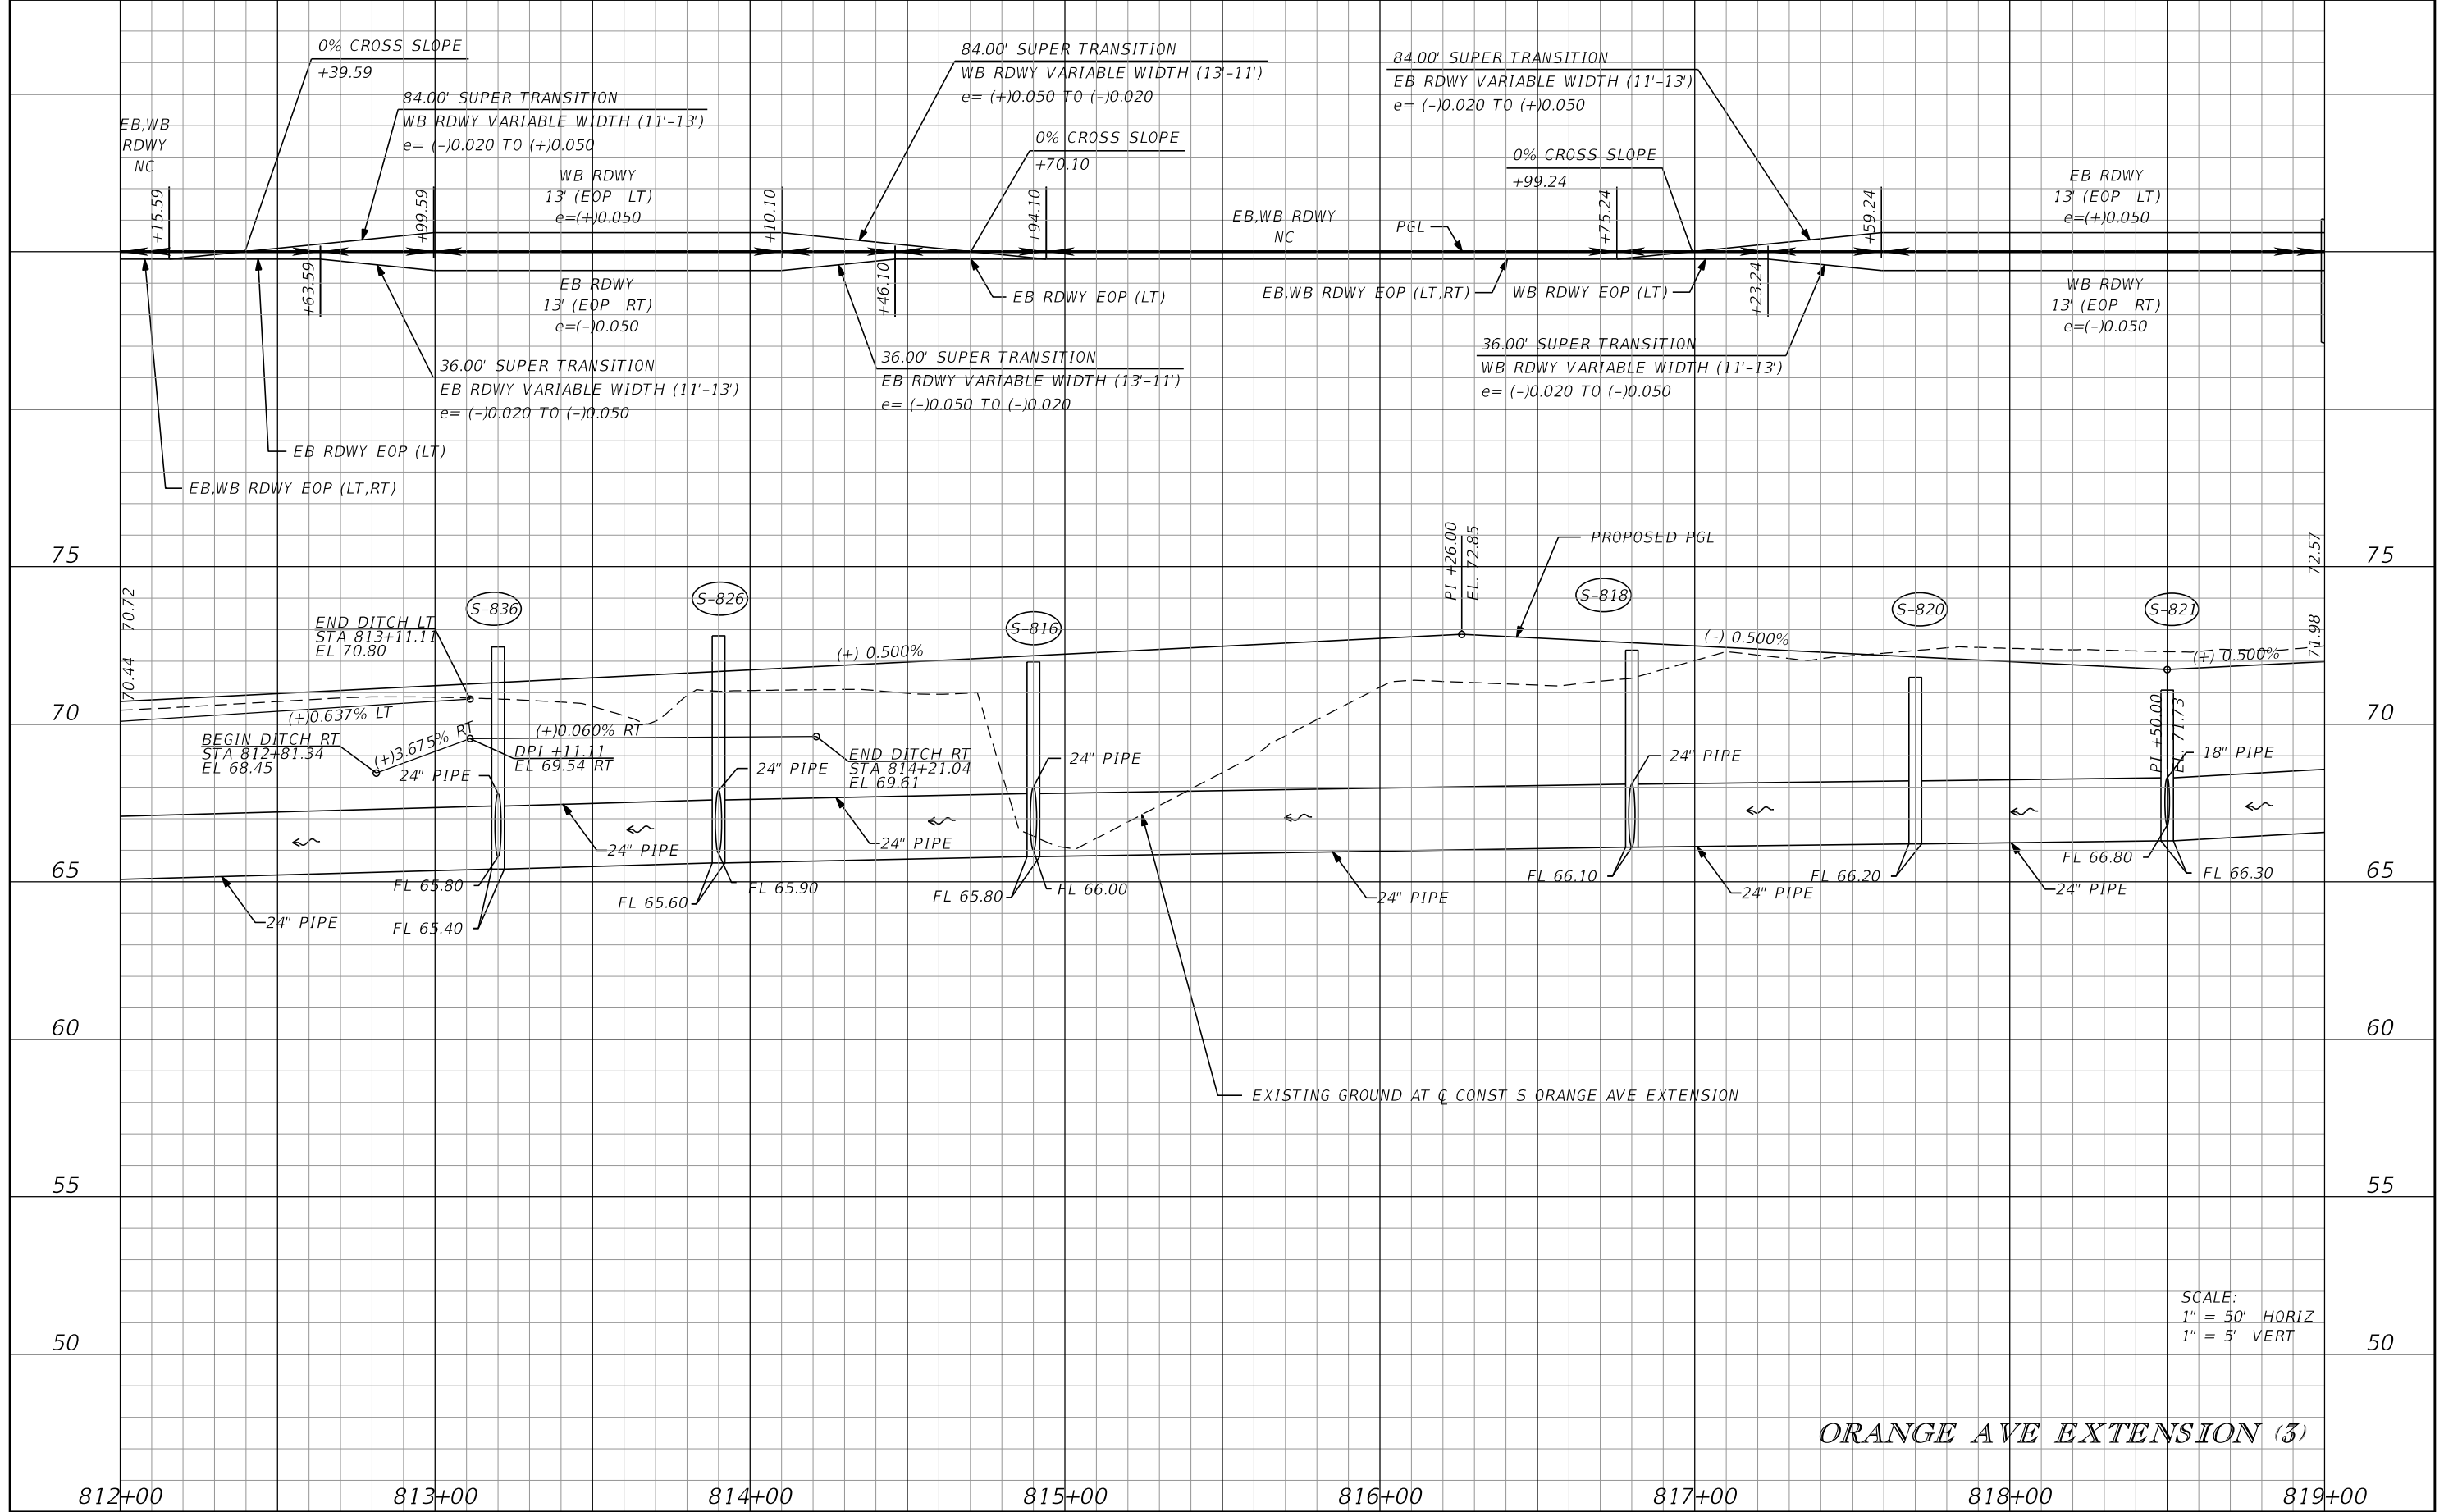 0% CROSS SLOPE
+39.59
84.00' SUPER TRANSITION
WB RDWY VARIABLE WIDTH (11'-13')
e= (-)0.020 TO (+)0.050
EB,WB
RDWY
NC
+15.59
+63.59
+99.59
WB RDWY
13' (EOP LT)
e=(+)0.050
EB RDWY
13' (EOP RT)
e=(-)0.050
+10.10
84.00' SUPER TRANSITION
WB RDWY VARIABLE WIDTH (13'-11')
e= (+)0.050 TO (-)0.020
0% CROSS SLOPE
+70.10
+46.10
+94.10
EB RDWY EOP (LT)
EB,WB RDWY
NC
PGL
84.00' SUPER TRANSITION
EB RDWY VARIABLE WIDTH (11'-13')
e= (-)0.020 TO (+)0.050
0% CROSS SLOPE
+99.24
+75.24
+23.24
+59.24
EB,WB RDWY EOP (LT,RT)
WB RDWY EOP (LT)
EB RDWY
13' (EOP LT)
e=(+)0.050
WB RDWY
13' (EOP RT)
e=(-)0.050
36.00' SUPER TRANSITION
EB RDWY VARIABLE WIDTH (11'-13')
e= (-)0.020 TO (-)0.050
36.00' SUPER TRANSITION
EB RDWY VARIABLE WIDTH (13'-11')
e= (-)0.050 TO (-)0.020
36.00' SUPER TRANSITION
WB RDWY VARIABLE WIDTH (11'-13')
e= (-)0.020 TO (-)0.050
EB RDWY EOP (LT)
EB,WB RDWY EOP (LT,RT)
75
75
70.72
70.44
END DITCH LT
STA 813+11.11
EL 70.80
S-836
S-826
S-816
PI +26.00
EL. 72.85
PROPOSED PGL
S-818
S-820
S-821
72.57
71.98
(+) 0.500%
(-) 0.500%
(+) 0.500%
70
70
(+)0.637% LT
(+)3.675% RT
(+)0.060% RT
BEGIN DITCH RT
STA 812+81.34
EL 68.45
DPI +11.11
EL 69.54 RT
END DITCH RT
STA 814+21.04
EL 69.61
PI +50.00
EL. 71.73
24" PIPE
24" PIPE
24" PIPE
24" PIPE
18" PIPE
24" PIPE
24" PIPE
65
65
FL 65.80
FL 65.90
FL 66.00
FL 66.10
FL 66.20
FL 66.80
FL 66.30
FL 65.40
FL 65.60
FL 65.80
24" PIPE
24" PIPE
24" PIPE
24" PIPE
60
60
EXISTING GROUND AT ℄ CONST S ORANGE AVE EXTENSION
55
55
SCALE:
1" = 50' HORIZ
1" = 5' VERT
50
50
ORANGE AVE EXTENSION (3)
812+00
813+00
814+00
815+00
816+00
817+00
818+00
819+00